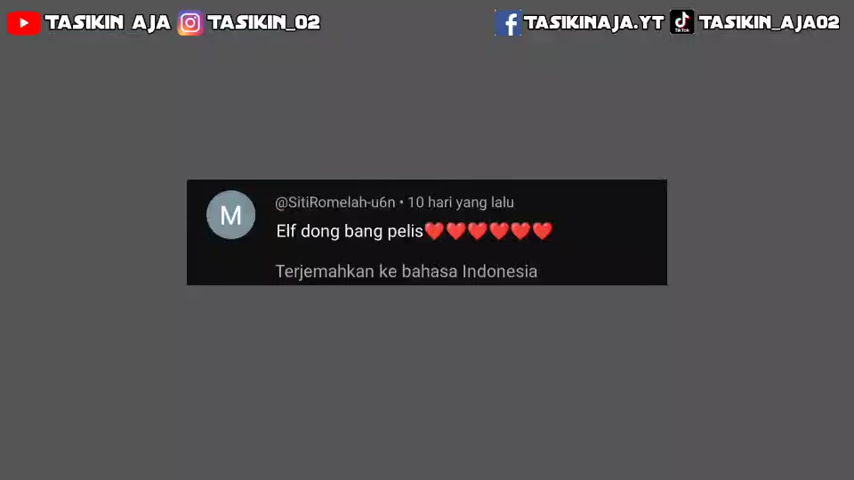 TASIKIN AJA TASIKIN_02 TASIKINAJA.YT TikTok TASIKIN_AJA02
M
@SitiRomelah-u6n • 10 hari yang lalu
Elf dong bang pelis❤️❤️❤️❤️❤️❤️
Terjemahkan ke bahasa Indonesia